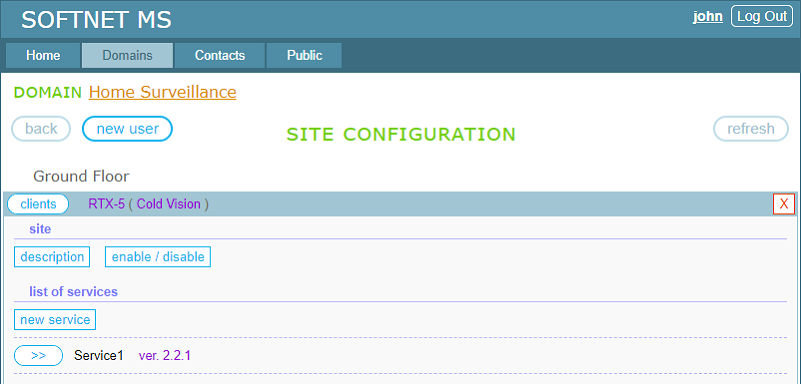 SOFTNET MS john Log Out
Home Domains Contacts Public
DOMAIN Home Surveillance
back new user SITE CONFIGURATION refresh
Ground Floor
clients RTX-5 ( Cold Vision ) X
site
description enable / disable
list of services
new service
>> Service1 ver. 2.2.1